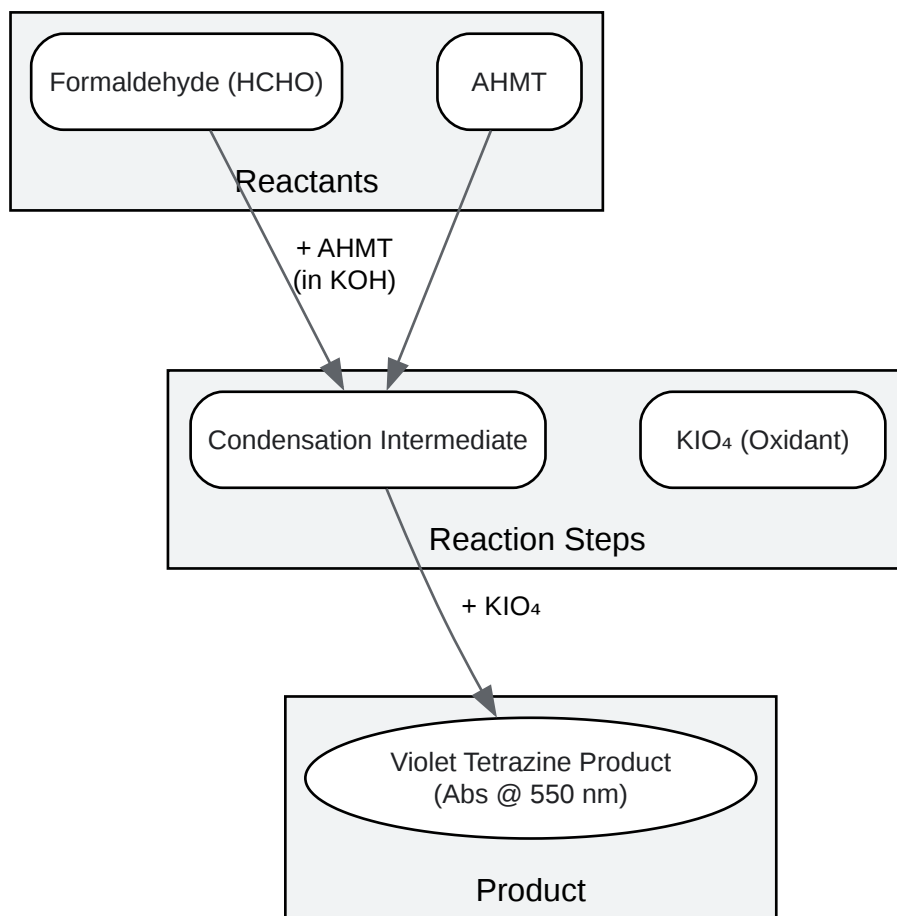 Formaldehyde (HCHO)
AHMT
Reactants
+ AHMT
(in KOH)
Condensation Intermediate
KIO₄ (Oxidant)
Reaction Steps
+ KIO₄
Violet Tetrazine Product
(Abs @ 550 nm)
Product